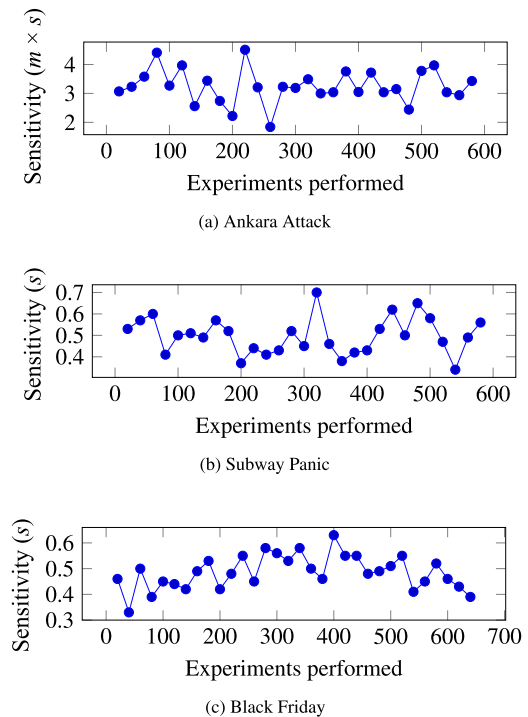 Sensitivity (m × s)
4
3
2
0 100 200 300 400 500 600
Experiments performed
(a) Ankara Attack
Sensitivity (s)
0.7
0.6
0.5
0.4
0 100 200 300 400 500 600
Experiments performed
(b) Subway Panic
Sensitivity (s)
0.6
0.5
0.4
0.3
0 100 200 300 400 500 600 700
Experiments performed
(c) Black Friday